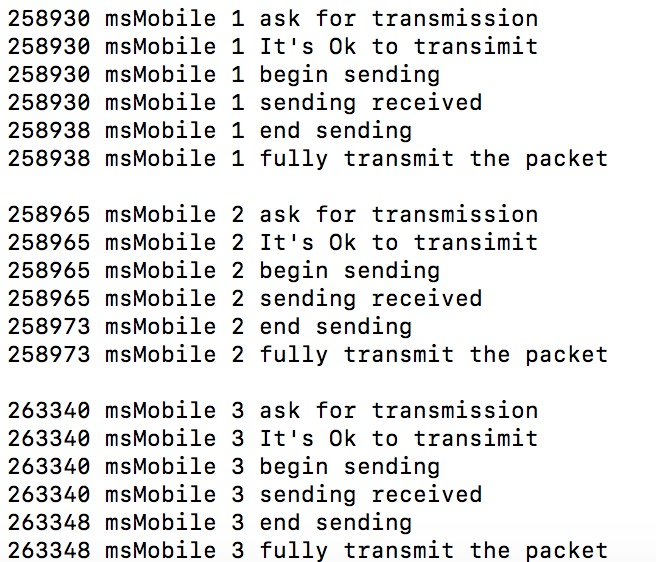 258930 msMobile 1 ask for transmission
258930 msMobile 1 It's Ok to transimit
258930 msMobile 1 begin sending
258930 msMobile 1 sending received
258938 msMobile 1 end sending
258938 msMobile 1 fully transmit the packet
258965 msMobile 2 ask for transmission
258965 msMobile 2 It's Ok to transimit
258965 msMobile 2 begin sending
258965 msMobile 2 sending received
258973 msMobile 2 end sending
258973 msMobile 2 fully transmit the packet
263340 msMobile 3 ask for transmission
263340 msMobile 3 It's Ok to transimit
263340 msMobile 3 begin sending
263340 msMobile 3 sending received
263348 msMobile 3 end sending
263348 msMobile 3 fully transmit the packet